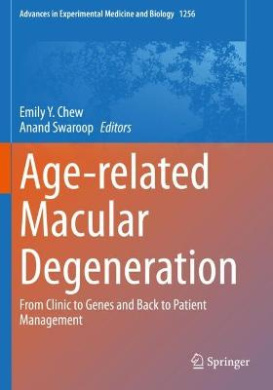 Advances in Experimental Medicine and Biology 1256
Emily Y. Chew
Anand Swaroop Editors
Age-related
Macular
Degeneration
From Clinic to Genes and Back to Patient
Management
Springer